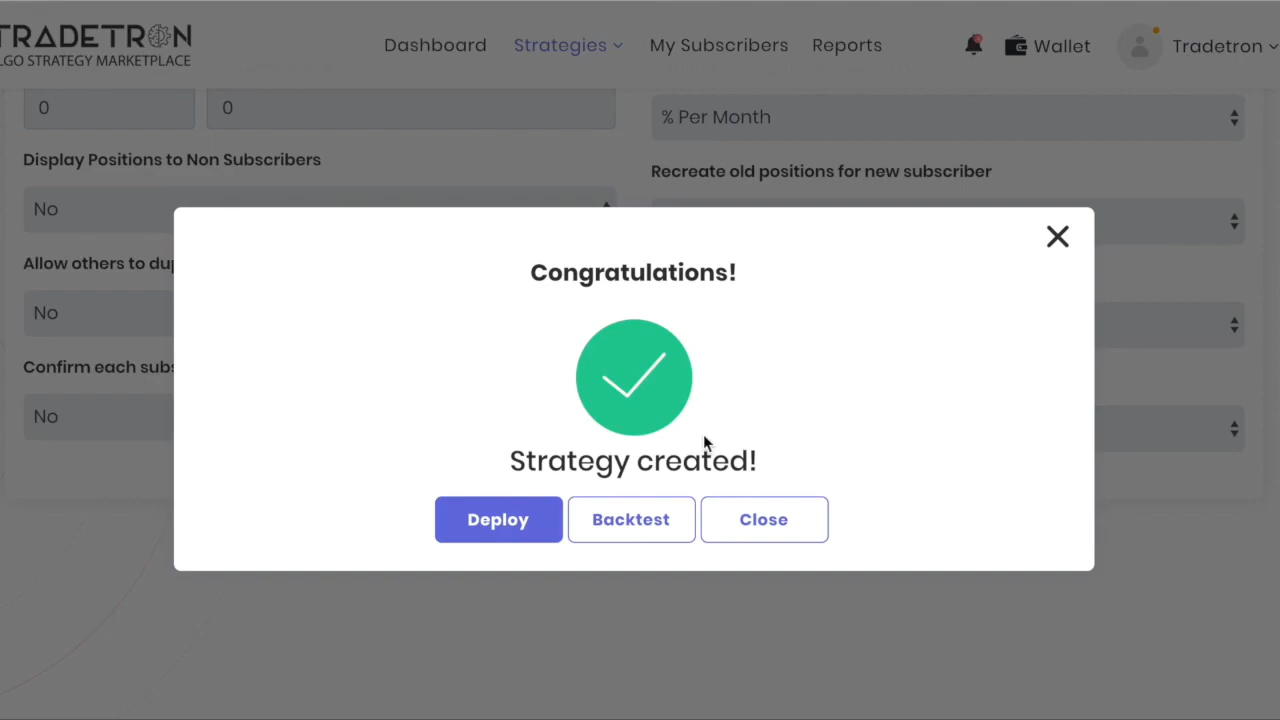 TRADETRON
LGO STRATEGY MARKETPLACE
Dashboard
Strategies
My Subscribers
Reports
Wallet
Tradetron
0
0
% Per Month
Display Positions to Non Subscribers
Recreate old positions for new subscriber
No
Allow others to dup
No
Confirm each subs
No
Congratulations!
Strategy created!
Deploy
Backtest
Close